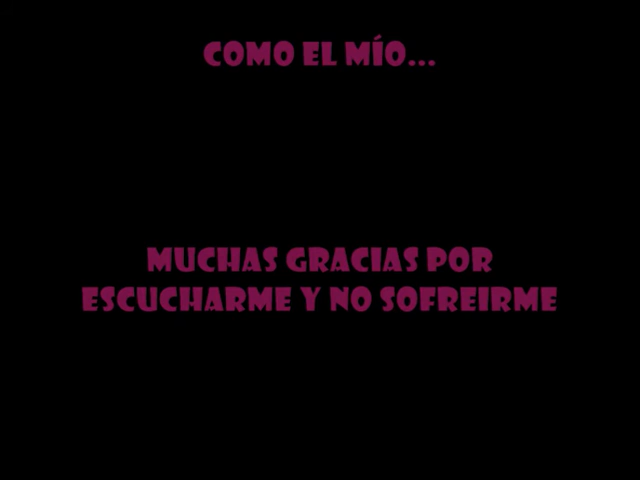 COMO EL MÍO...
MUCHAS GRACIAS POR
ESCUCHARME Y NO SOFREIRME